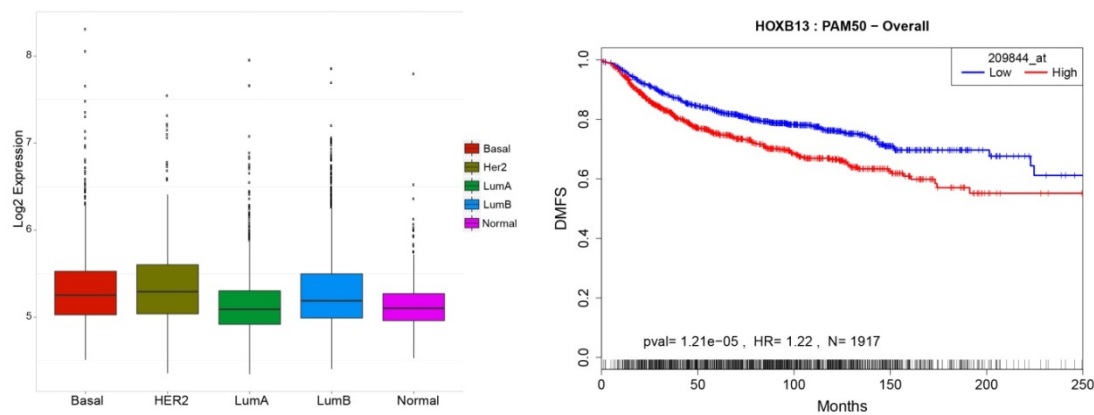 8
7
6
5
Log2 Expression
Basal
HER2
LumA
LumB
Normal
Basal
Her2
LumA
LumB
Normal
HOXB13 : PAM50 − Overall
209844_at
Low High
1.0
0.8
0.6
0.4
0.2
0.0
DMFS
pval= 1.21e−05 , HR= 1.22 , N= 1917
0 50 100 150 200 250
Months